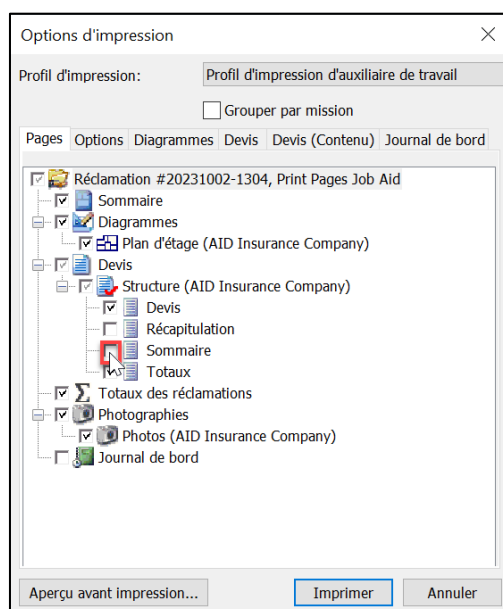 Options d'impression
Profil d'impression: Profil d'impression d'auxiliaire de travail
Grouper par mission
Pages Options Diagrammes Devis Devis (Contenu) Journal de bord
Réclamation #20231002-1304, Print Pages Job Aid
Sommaire
Diagrammes
Plan d'étage (AID Insurance Company)
Devis
Structure (AID Insurance Company)
Devis
Récapitulation
Sommaire
Totaux
Totaux des réclamations
Photographies
Photos (AID Insurance Company)
Journal de bord
Aperçu avant impression... Imprimer Annuler